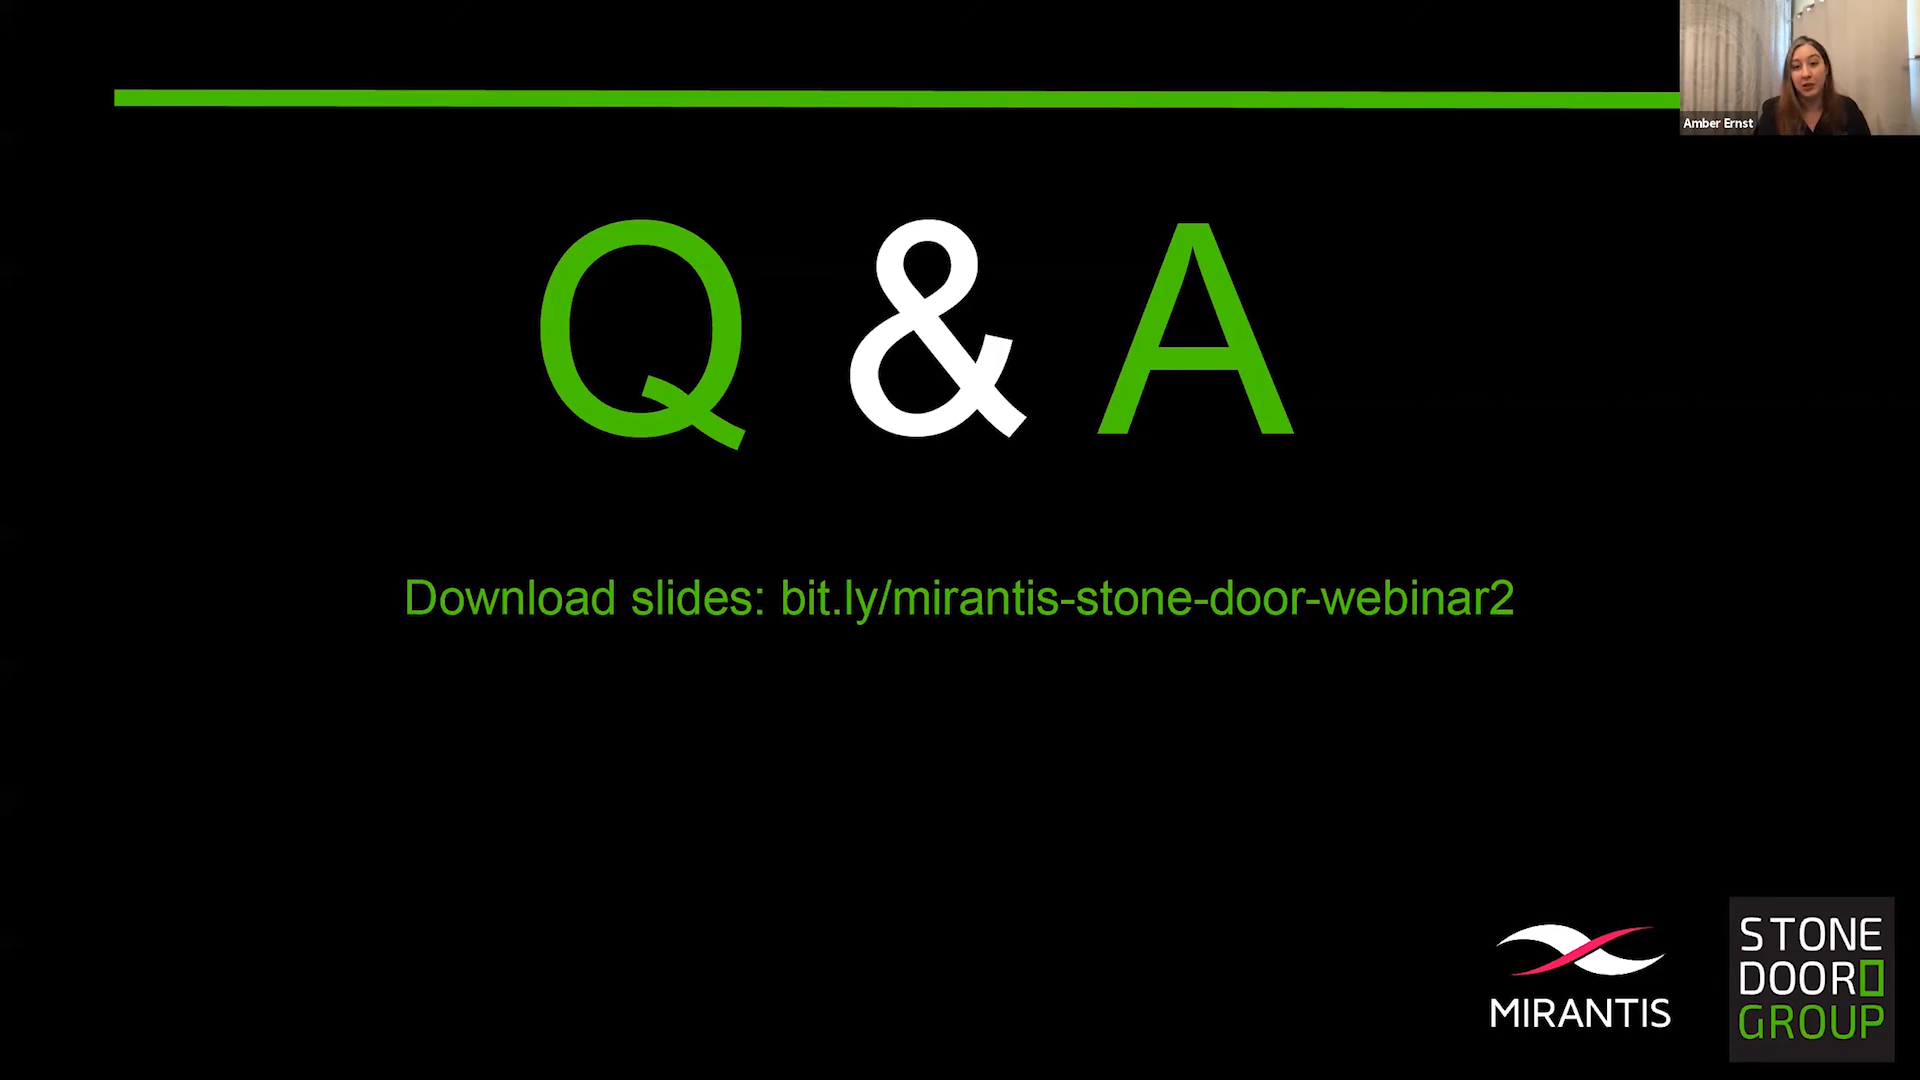 Amber Ernst
Q & A
Download slides: bit.ly/mirantis-stone-door-webinar2
MIRANTIS
STONE
DOOR
GROUP